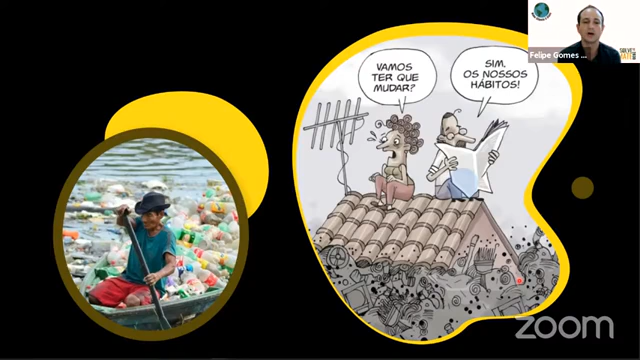 VAMOS
TER QUE
MUDAR?
SIM.
OS NOSSOS
HÁBITOS!
Felipe Gomes ...
zoom